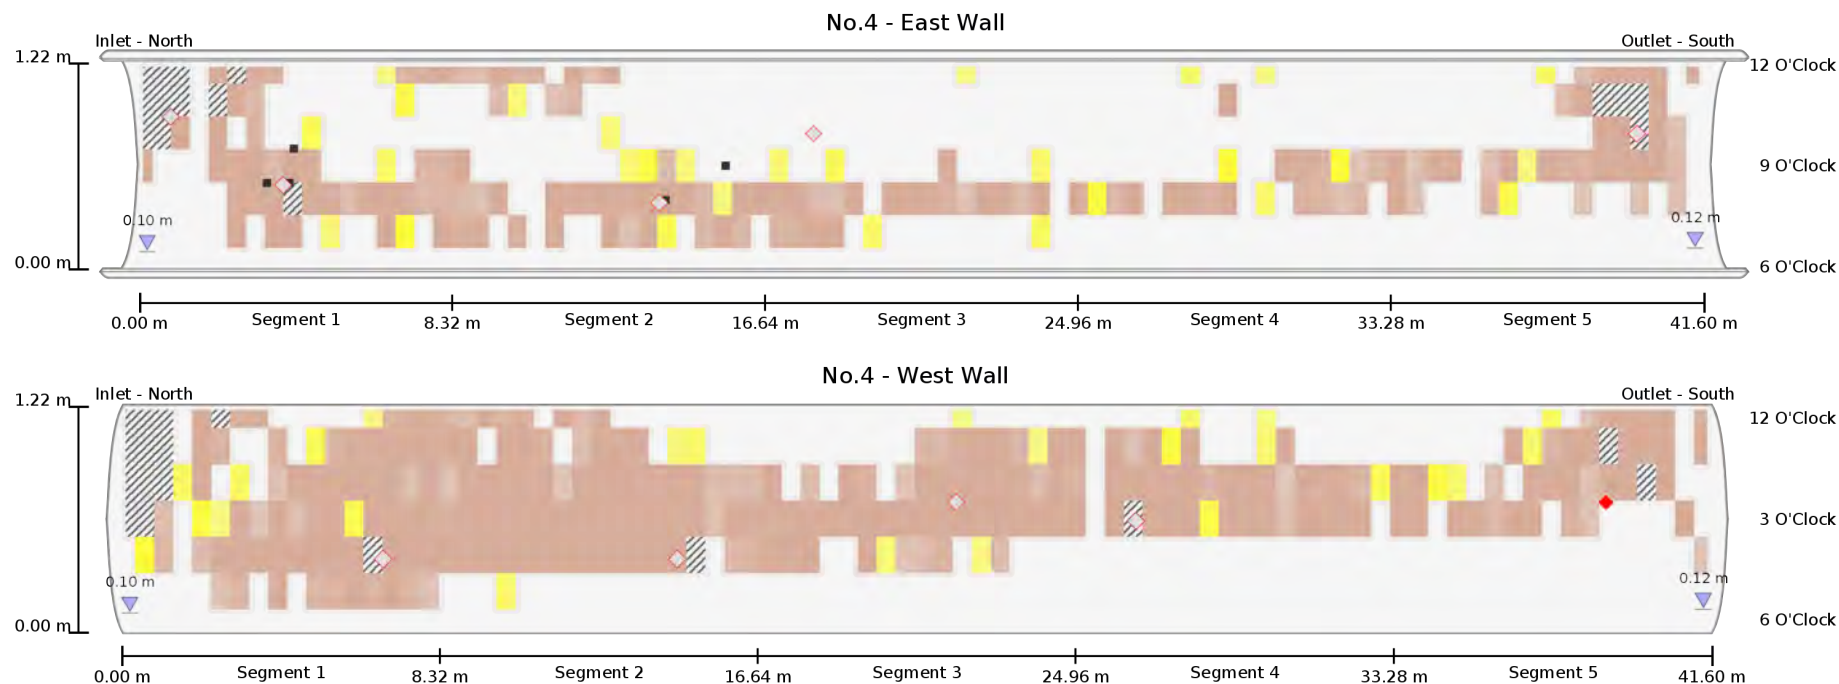 No.4 - East Wall
Inlet - North
Outlet - South
1.22 m
12 O'Clock
9 O'Clock
0.10 m
0.12 m
0.00 m
6 O'Clock
0.00 m
Segment 1
8.32 m
Segment 2
16.64 m
Segment 3
24.96 m
Segment 4
33.28 m
Segment 5
41.60 m
No.4 - West Wall
Inlet - North
Outlet - South
1.22 m
12 O'Clock
3 O'Clock
0.10 m
0.12 m
0.00 m
6 O'Clock
0.00 m
Segment 1
8.32 m
Segment 2
16.64 m
Segment 3
24.96 m
Segment 4
33.28 m
Segment 5
41.60 m